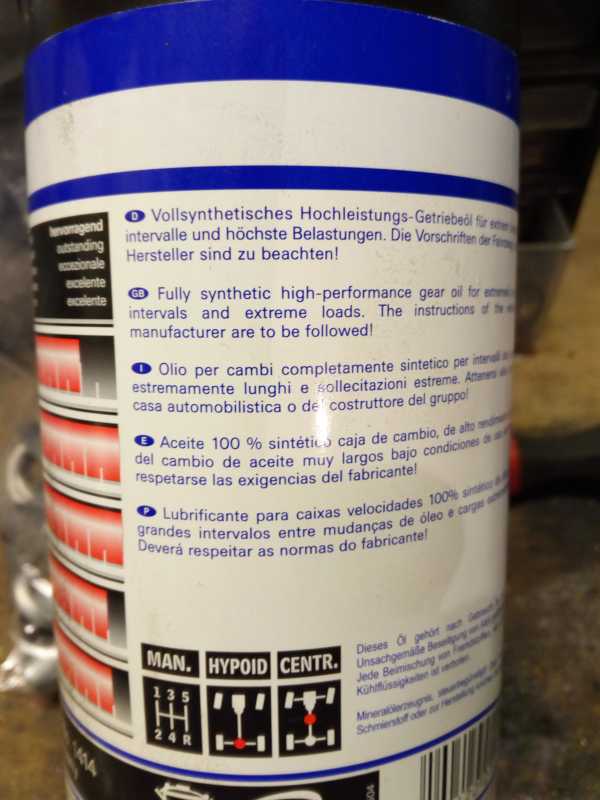 hervorragend
outstanding
excelente
excelente
D Vollsynthetisches Hochleistungs-Getriebeöl für
intervalle und höchste Belastungen. Die Vorschriften der
Hersteller sind zu beachten!
GB Fully synthetic high-performance gear oil for
intervals and extreme loads. The instructions of the
manufacturer are to be followed!
I Olio per cambi completamente sintetico per
estremamente lunghi e sollecitazioni estreme.
casa automobilistica o del costruttore del gruppo!
E Aceite 100 % sintético caja de cambio, de alto
del cambio de aceite muy largos bajo condiciones de
respetarse las exigencias del fabricante!
P Lubrificante para caixas velocidades 100% sintético
grandes intervalos entre mudanças de óleo e cargas
Deverá respeitar as normas do fabricante!
MAN. HYPOID CENTR.
1 3 5
2 4 R
Dieses Öl gehört nach Gebrauch
Unsachgemäße Beseitigung von
Jede Beimischung von Fremdstoffen,
Kühlflüssigkeiten ist verboten.
Mineralölerzeugnis,
Schmierstoff oder zur Herstellung
1414